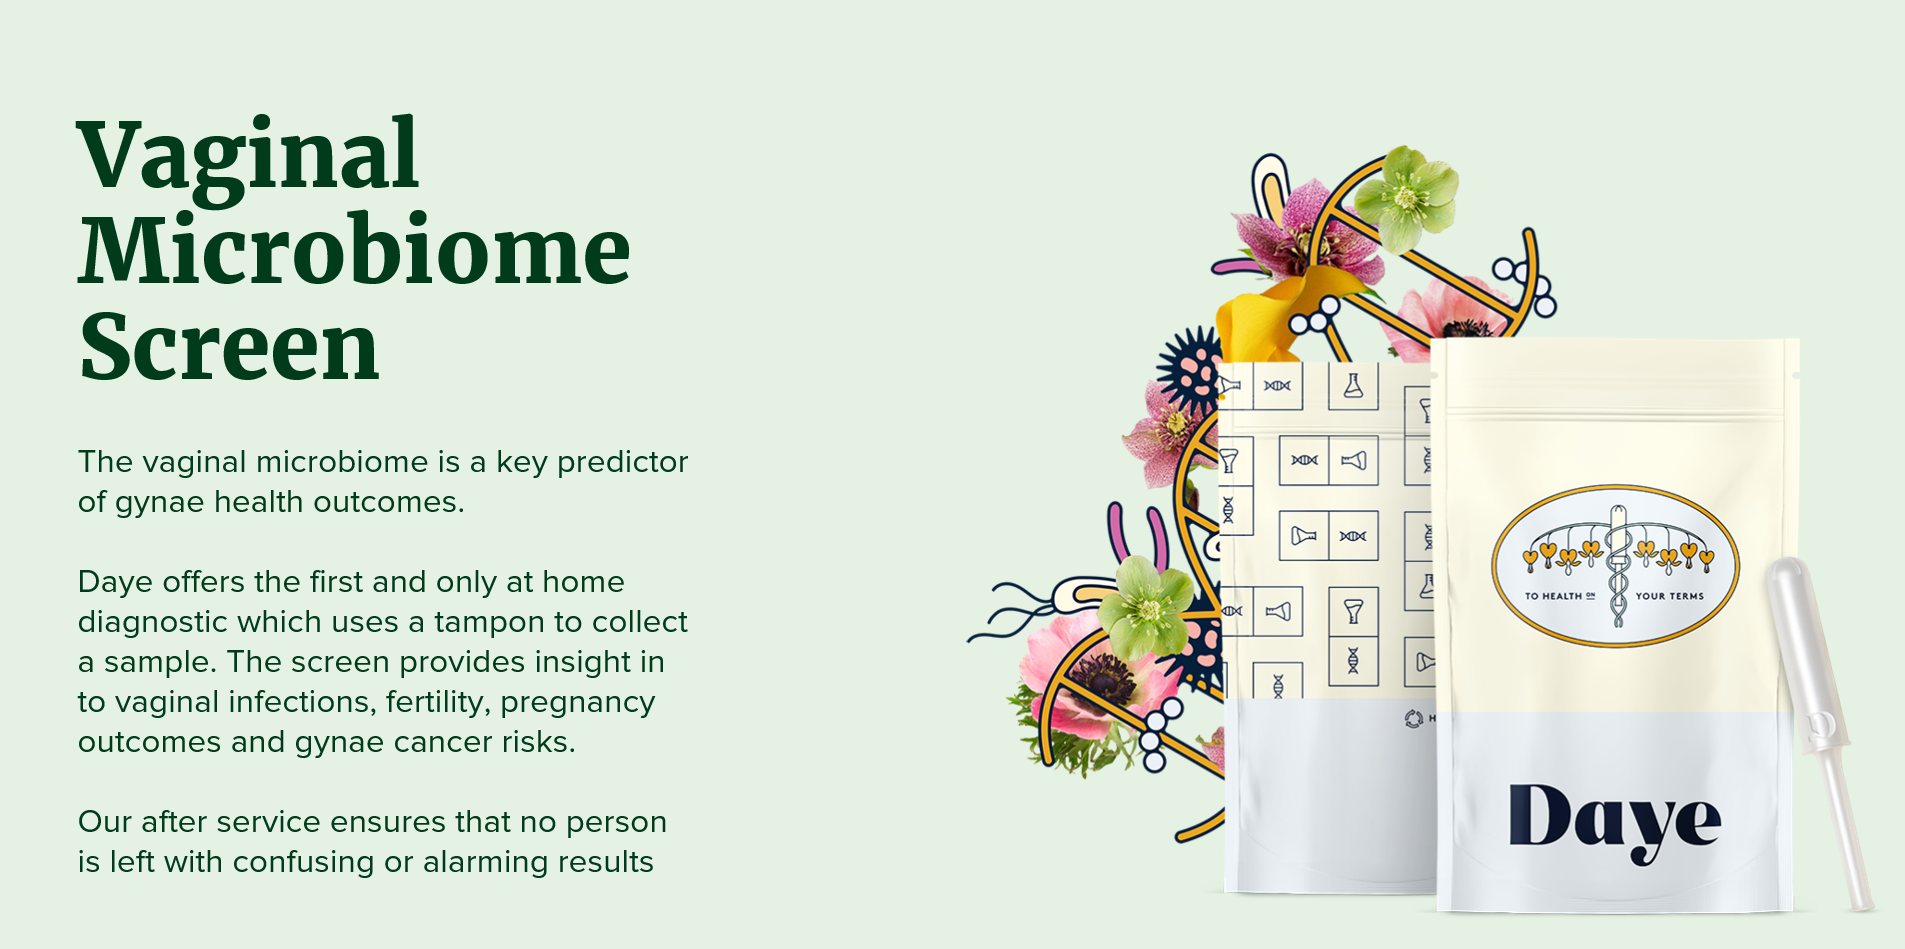 Vaginal
Microbiome
Screen
The vaginal microbiome is a key predictor
of gynae health outcomes.
Daye offers the first and only at home
diagnostic which uses a tampon to collect
a sample. The screen provides insight in
to vaginal infections, fertility, pregnancy
outcomes and gynae cancer risks.
Our after service ensures that no person
is left with confusing or alarming results
TO HEALTH ON YOUR TERMS
H
Daye